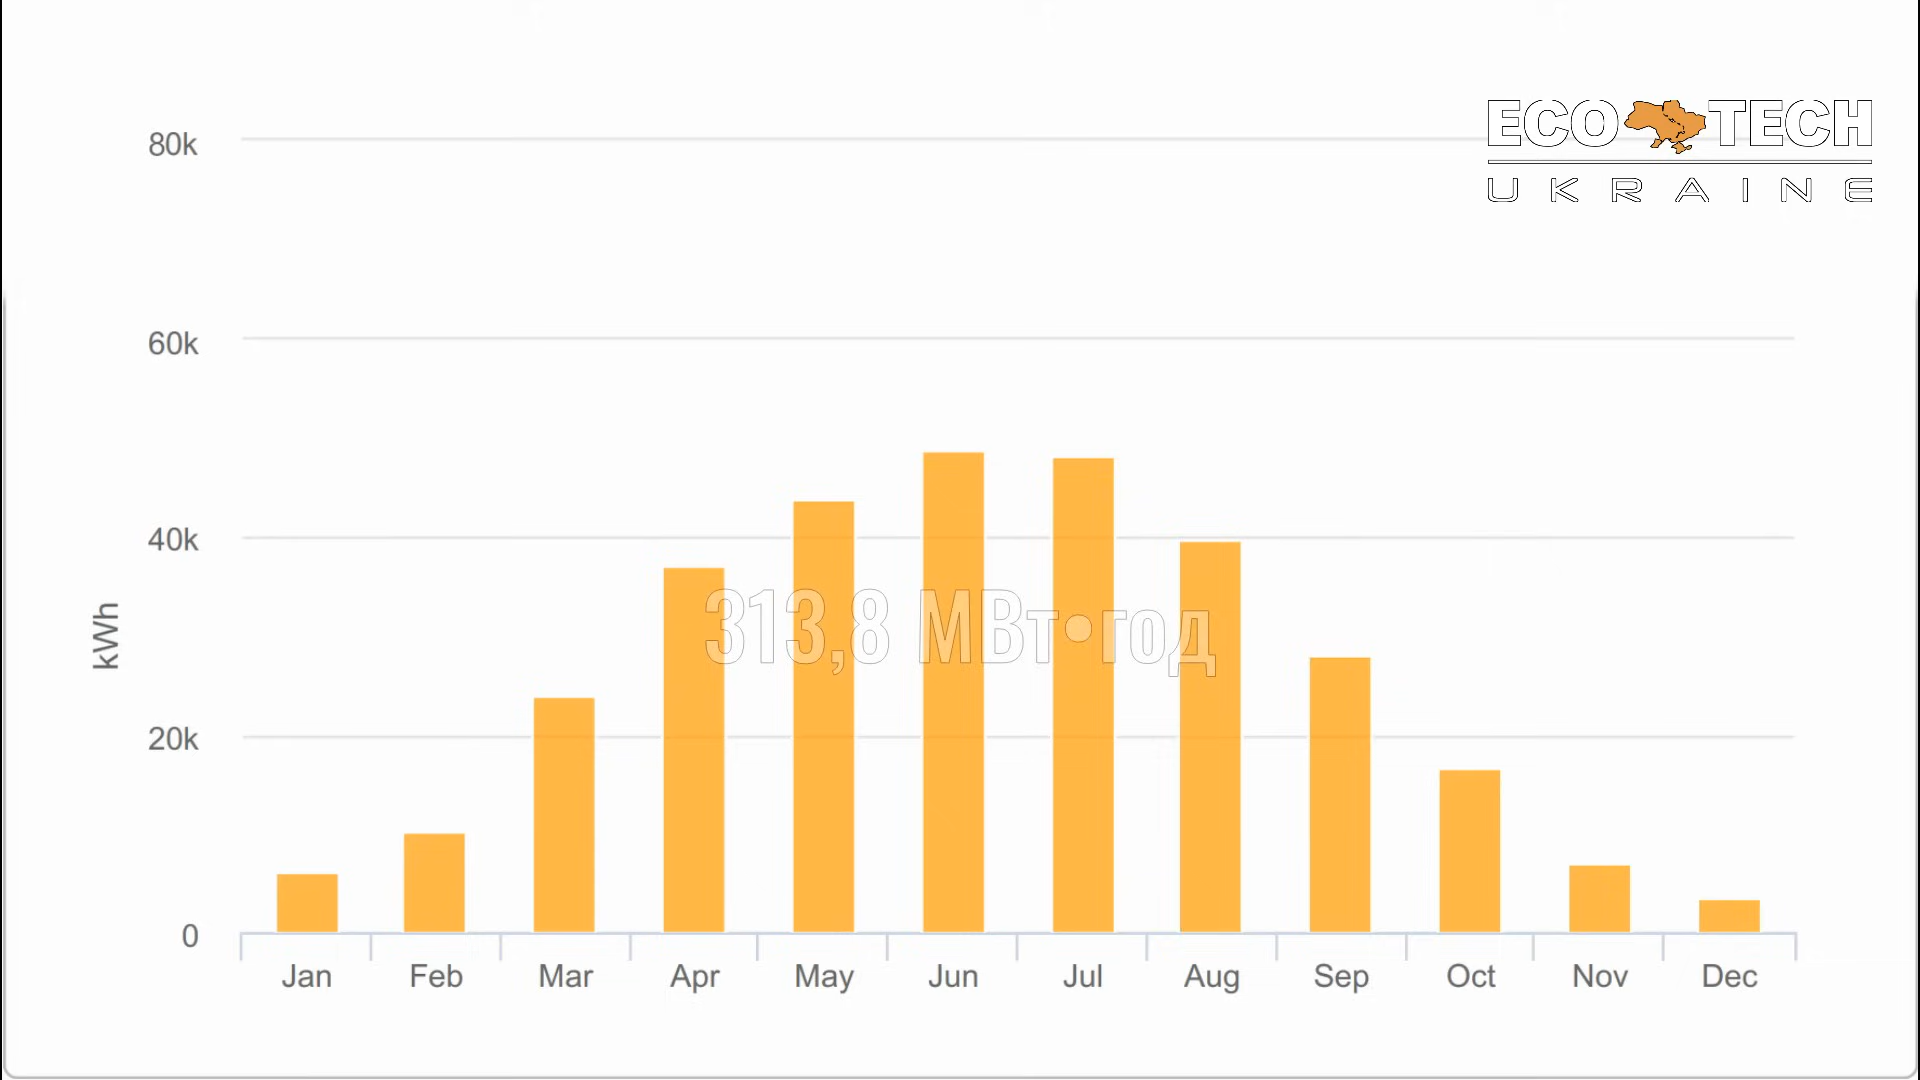 ECO TECH
UKRAINE
80k
60k
40k
20k
0
kWh
313,8 МВт•год
Jan Feb Mar Apr May Jun Jul Aug Sep Oct Nov Dec